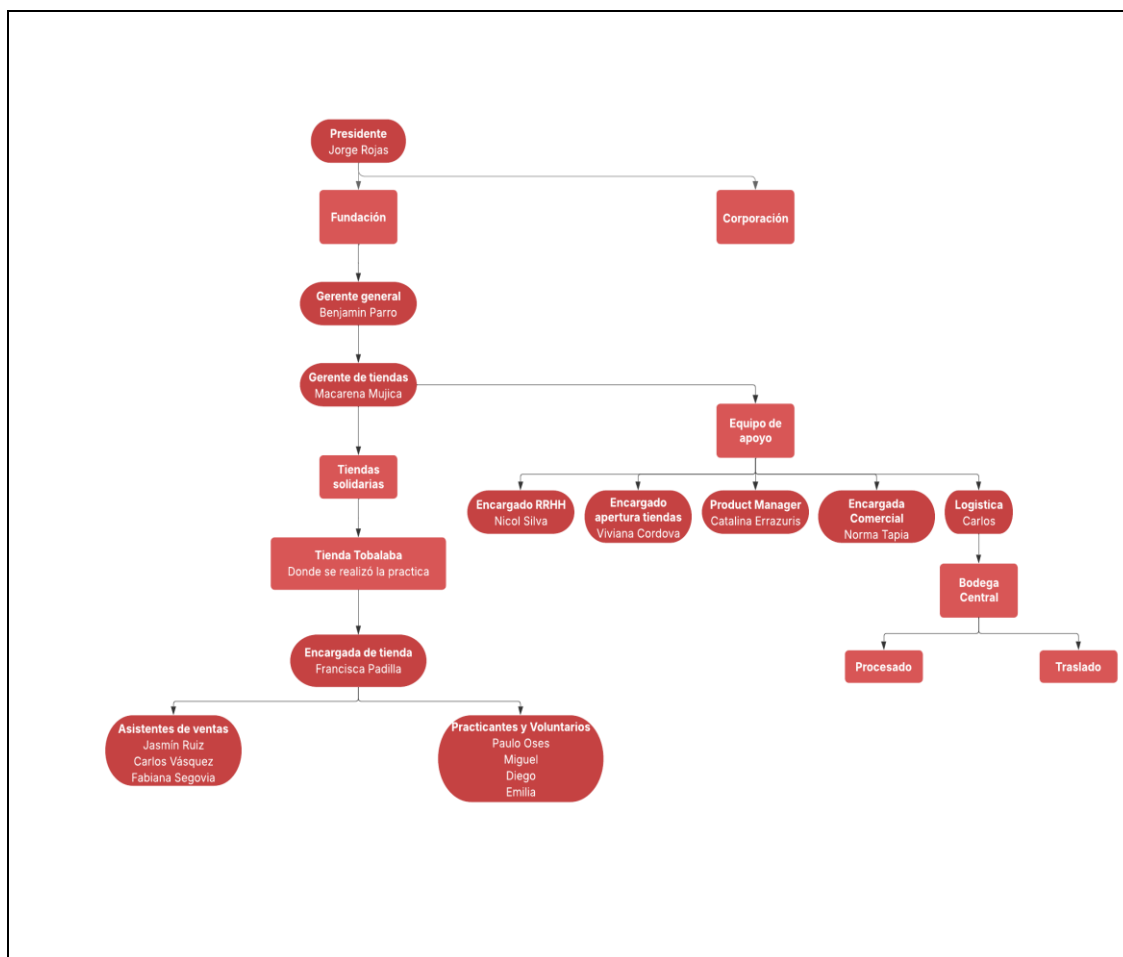 Presidente
Jorge Rojas
Fundación
Corporación
Gerente general
Benjamin Parro
Gerente de tiendas
Macarena Mujica
Equipo de
apoyo
Tiendas
solidarias
Encargado RRHH
Nicol Silva
Encargado
apertura tiendas
Viviana Cordova
Product Manager
Catalina Errazuris
Encargada
Comercial
Norma Tapia
Logistica
Carlos
Tienda Tobalaba
Donde se realizó la practica
Bodega
Central
Procesado
Traslado
Encargada de tienda
Francisca Padilla
Asistentes de ventas
Jasmín Ruiz
Carlos Vásquez
Fabiana Segovia
Practicantes y Voluntarios
Paulo Oses
Miguel
Diego
Emilia